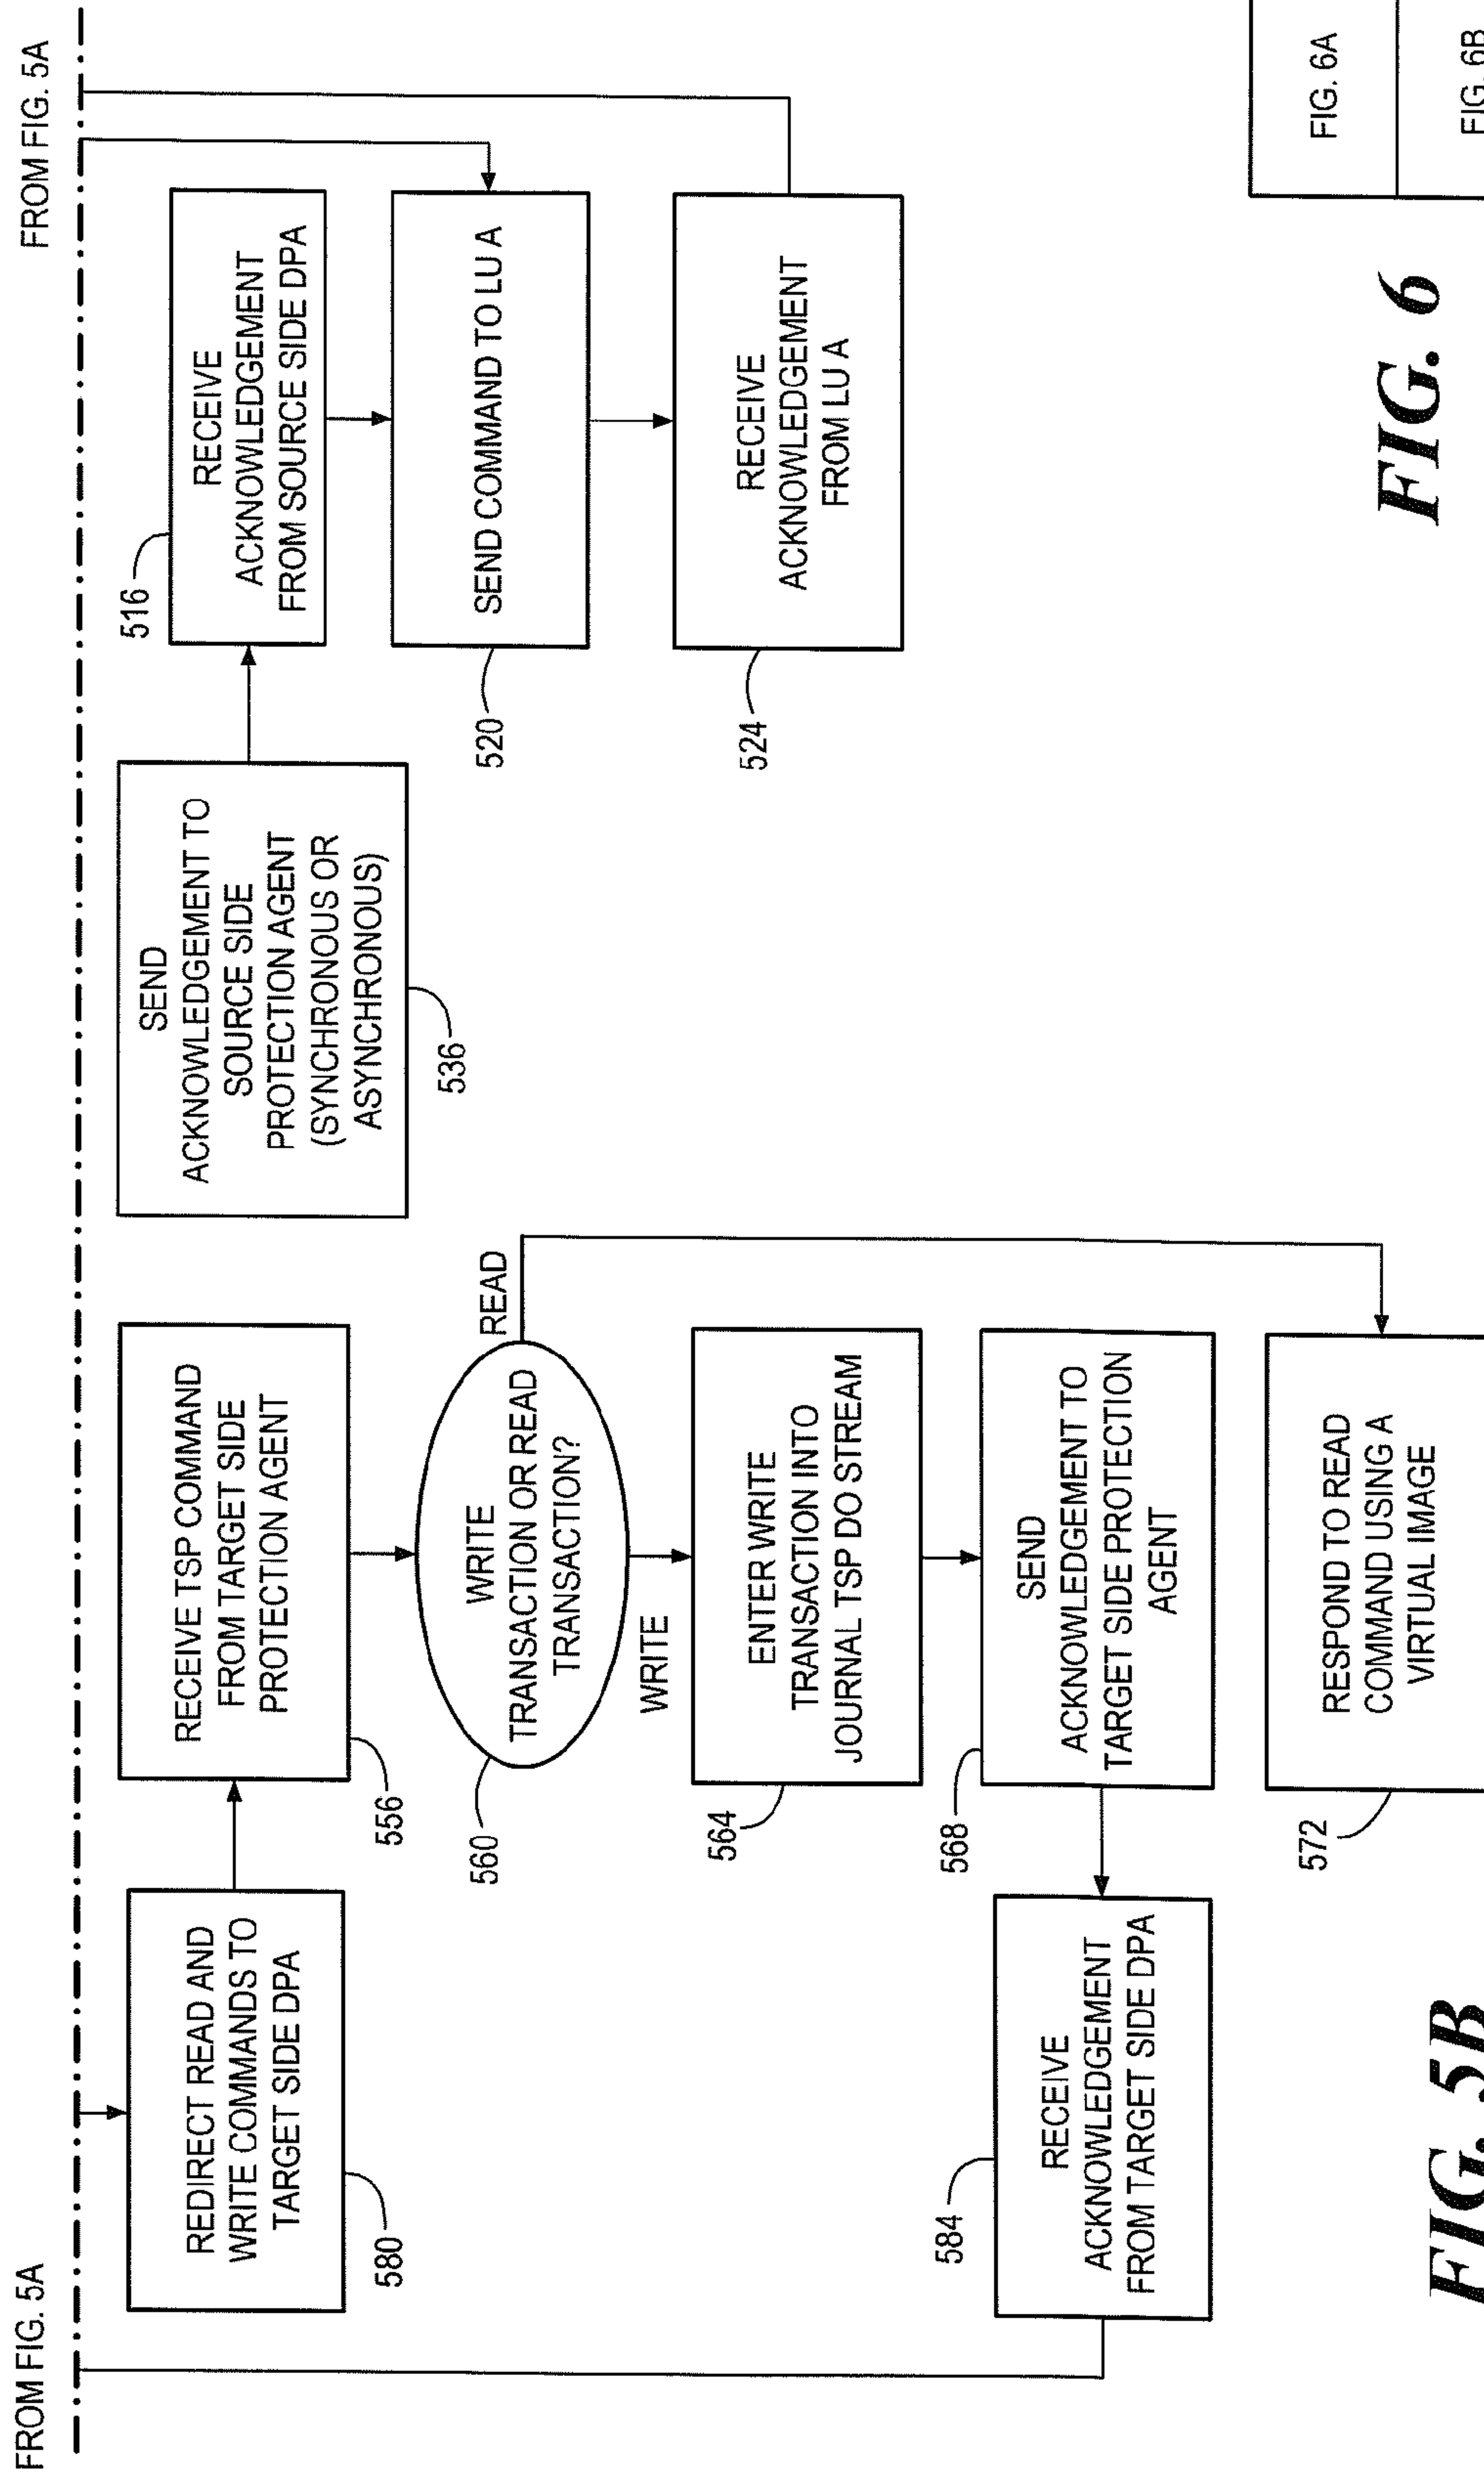 FROM FIG. 5A
FROM FIG. 5A
REDIRECT READ AND
WRITE COMMANDS TO
TARGET SIDE DPA
580
RECEIVE TSP COMMAND
FROM TARGET SIDE
PROTECTION AGENT
556
WRITE
TRANSACTION OR READ
TRANSACTION?
560
READ
WRITE
ENTER WRITE
TRANSACTION INTO
JOURNAL TSP DO STREAM
564
SEND
ACKNOWLEDGEMENT TO
TARGET SIDE PROTECTION
AGENT
568
RECEIVE
ACKNOWLEDGEMENT
FROM TARGET SIDE DPA
584
RESPOND TO READ
COMMAND USING A
VIRTUAL IMAGE
572
SEND
ACKNOWLEDGEMENT TO
SOURCE SIDE
PROTECTION AGENT
(SYNCHRONOUS OR
ASYNCHRONOUS)
536
RECEIVE
ACKNOWLEDGEMENT
FROM SOURCE SIDE DPA
516
SEND COMMAND TO LU A
520
RECEIVE
ACKNOWLEDGEMENT
FROM LU A
524
FIG. 5B
FIG. 6
FIG. 6A
FIG. 6B